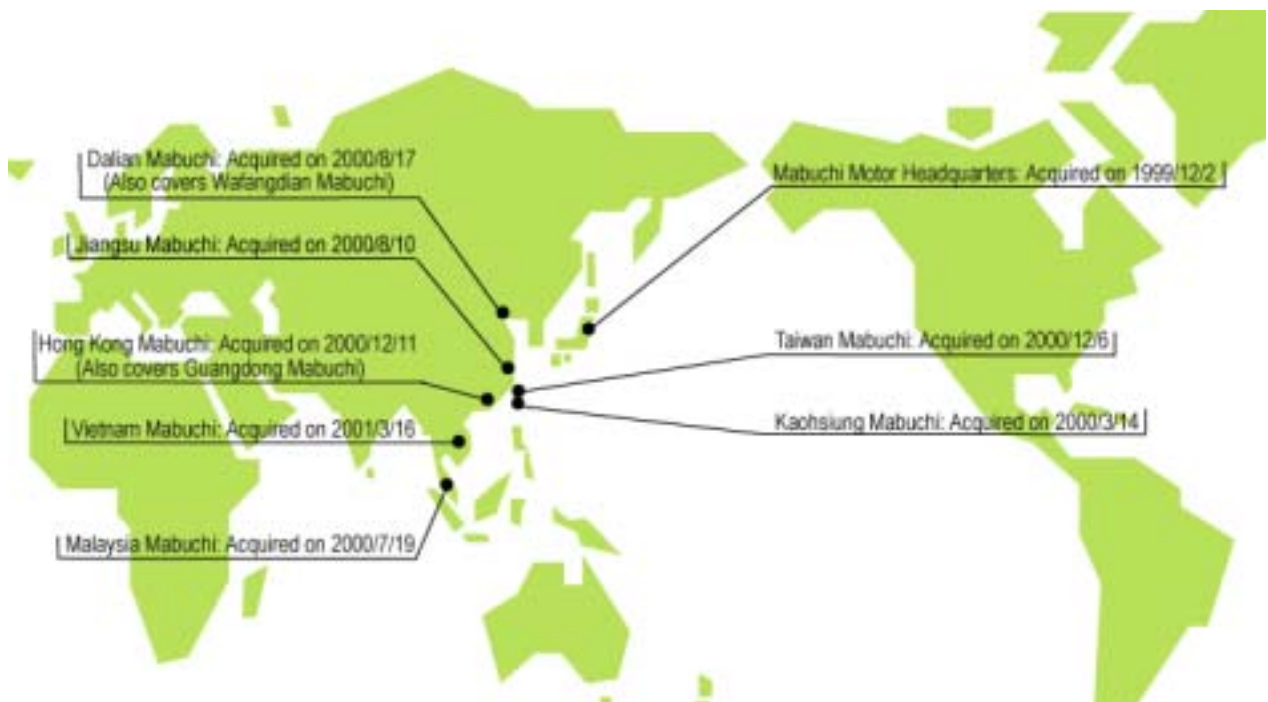 Dalian Mabuchi: Acquired on 2000/8/17
(Also covers Wafangdian Mabuchi)
Jiangsu Mabuchi: Acquired on 2000/8/10
Hong Kong Mabuchi: Acquired on 2000/12/11
(Also covers Guangdong Mabuchi)
Vietnam Mabuchi: Acquired on 2001/3/16
Malaysia Mabuchi: Acquired on 2000/7/19
Mabuchi Motor Headquarters: Acquired on 1999/12/2
Taiwan Mabuchi: Acquired on 2000/12/6
Kaohsiung Mabuchi: Acquired on 2000/3/14